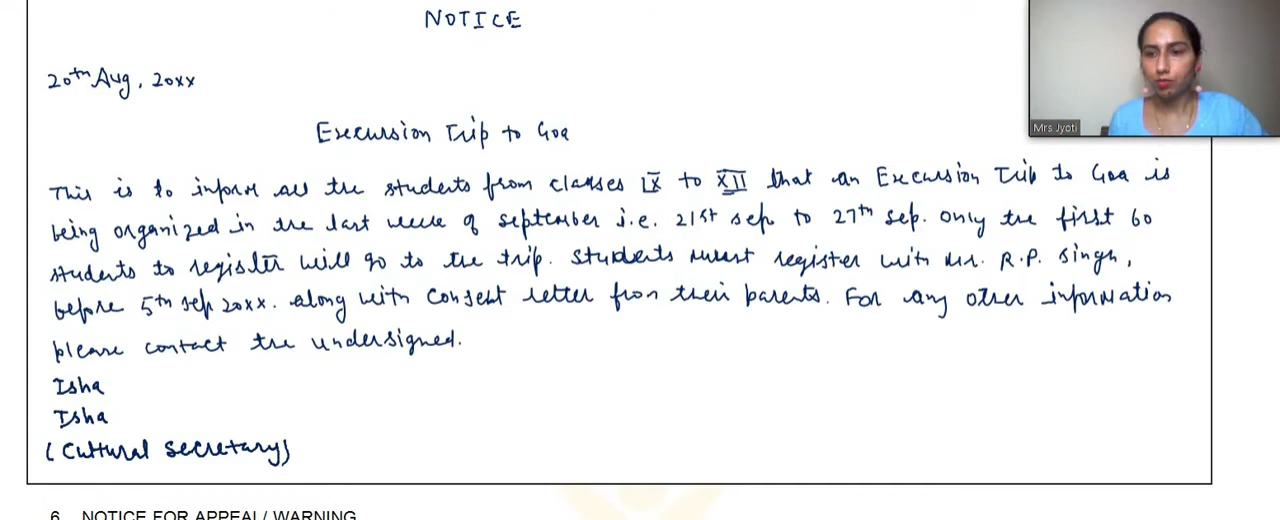 NOTICE
20th Aug, 20xx
Excursion Trip to Goa
This is to inform all the students from classes IX to XII that an Excursion Trip to Goa is
being organized in the last week of september i.e. 21st sep to 27th sep. only the first 60
students to register will go to the trip. Students must register with Mr. R.P. Singh,
before 5th sep 20xx. along with consent letter from their parents. For any other information
please contact the undersigned.
Isha
Isha
(Cultural Secretary)
Mrs Jyoti
6. NOTICE FOR APPEAL/ WARNING